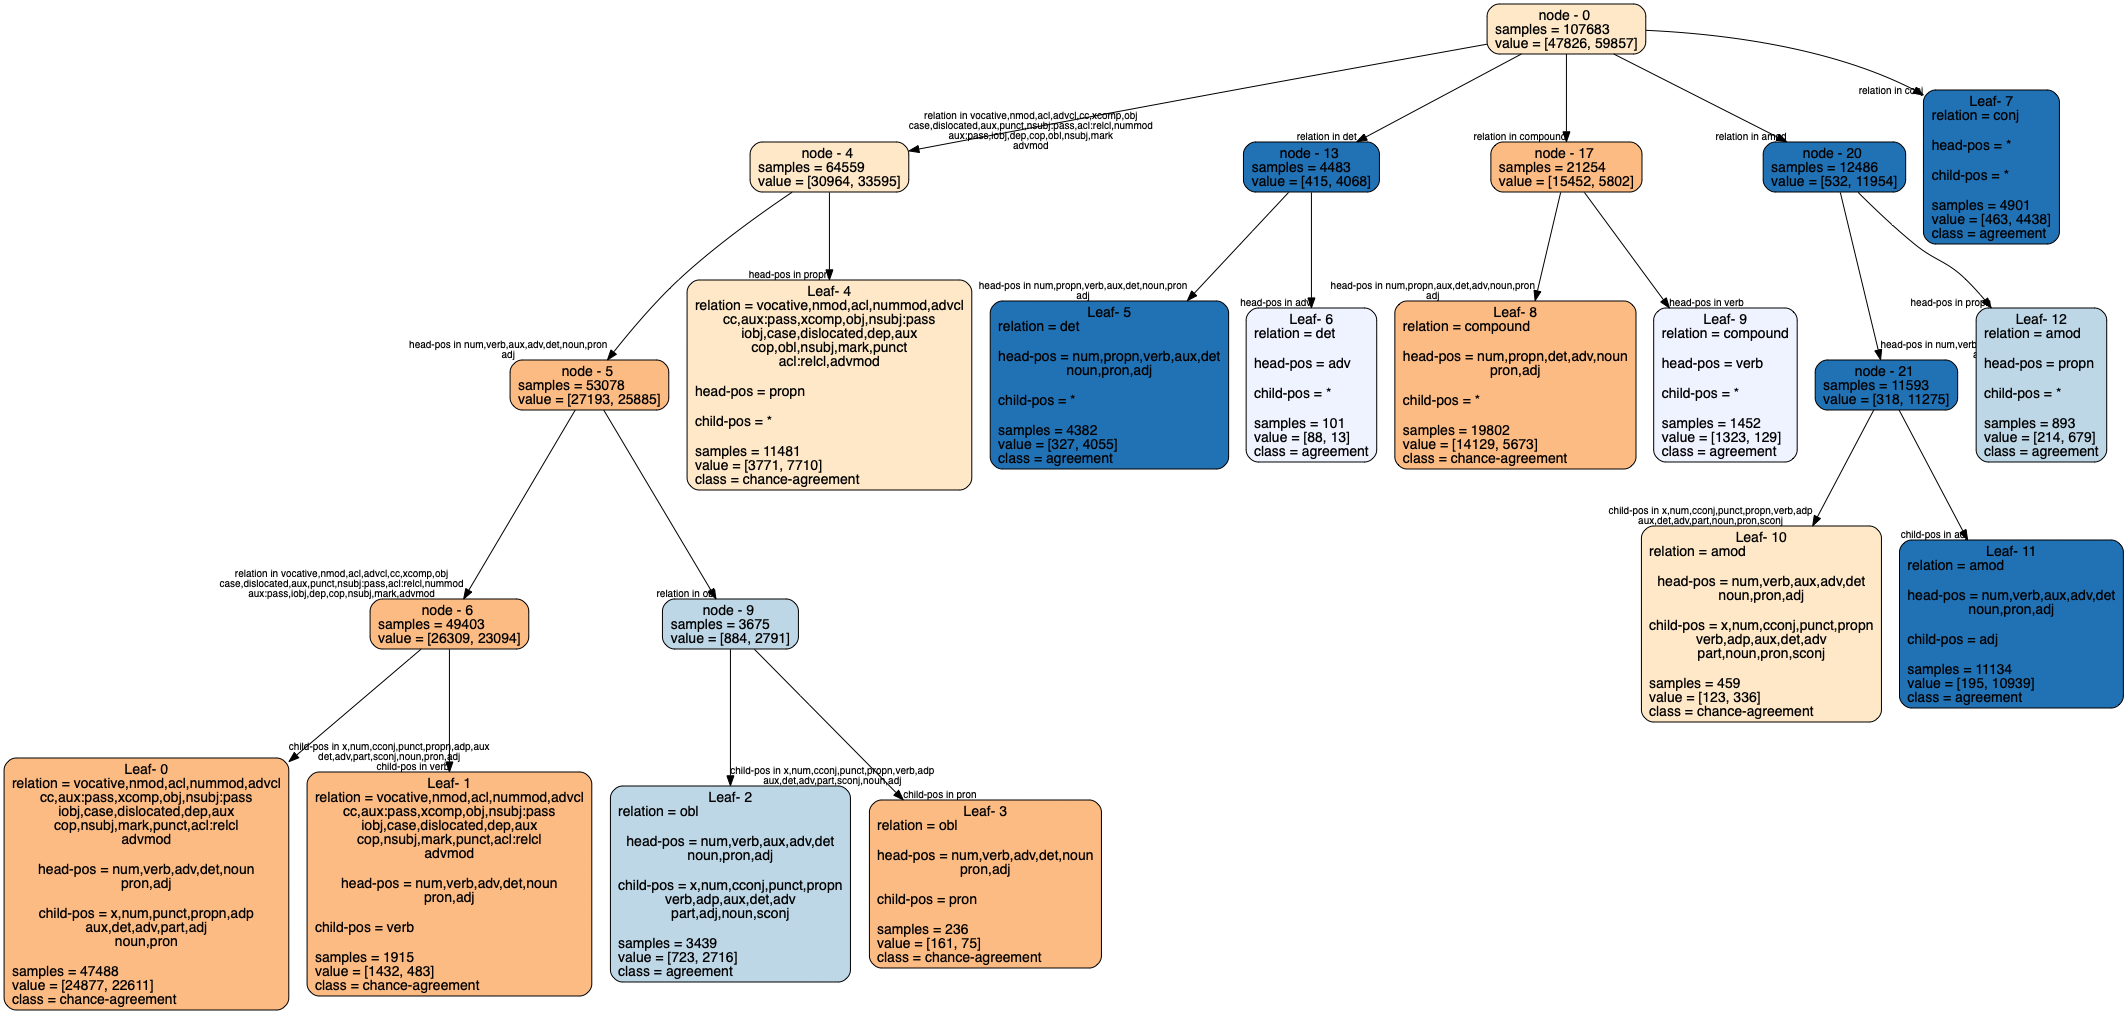 node - 0
samples = 107683
value = [47826, 59857]
relation in vocative,nmod,acl,advcl,cc,xcomp,obj
case,dislocated,aux,punct,nsubj:pass,acl:relcl,nummod
aux:pass,iobj,dep,cop,obl,nsubj,mark
advmod
relation in det
relation in compound
relation in amod
relation in conj
node - 4
samples = 64559
value = [30964, 33595]
node - 13
samples = 4483
value = [415, 4068]
node - 17
samples = 21254
value = [15452, 5802]
node - 20
samples = 12486
value = [532, 11954]
Leaf- 7
relation = conj
head-pos = *
child-pos = *
samples = 4901
value = [463, 4438]
class = agreement
head-pos in num,verb,aux,adv,det,noun,pron
adj
head-pos in propn
head-pos in num,propn,verb,aux,det,noun,pron
adj
head-pos in adv
head-pos in num,propn,aux,det,adv,noun,pron
adj
head-pos in verb
head-pos in num,verb
head-pos in propn
node - 5
samples = 53078
value = [27193, 25885]
Leaf- 4
relation = vocative,nmod,acl,nummod,advcl
cc,aux:pass,xcomp,obj,nsubj:pass
iobj,case,dislocated,dep,aux
cop,obl,nsubj,mark,punct
acl:relcl,advmod
head-pos = propn
child-pos = *
samples = 11481
value = [3771, 7710]
class = chance-agreement
Leaf- 5
relation = det
head-pos = num,propn,verb,aux,det
noun,pron,adj
child-pos = *
samples = 4382
value = [327, 4055]
class = agreement
Leaf- 6
relation = det
head-pos = adv
child-pos = *
samples = 101
value = [88, 13]
class = agreement
Leaf- 8
relation = compound
head-pos = num,propn,det,adv,noun
pron,adj
child-pos = *
samples = 19802
value = [14129, 5673]
class = chance-agreement
Leaf- 9
relation = compound
head-pos = verb
child-pos = *
samples = 1452
value = [1323, 129]
class = agreement
node - 21
samples = 11593
value = [318, 11275]
Leaf- 12
relation = amod
head-pos = propn
child-pos = *
samples = 893
value = [214, 679]
class = agreement
relation in vocative,nmod,acl,advcl,cc,xcomp,obj
case,dislocated,aux,punct,nsubj:pass,acl:relcl,nummod
aux:pass,iobj,dep,cop,nsubj,mark,advmod
relation in obl
child-pos in x,num,cconj,punct,propn,verb,adp
aux,det,adv,part,noun,pron,sconj
child-pos in adj
node - 6
samples = 49403
value = [26309, 23094]
node - 9
samples = 3675
value = [884, 2791]
Leaf- 10
relation = amod
head-pos = num,verb,aux,adv,det
noun,pron,adj
child-pos = x,num,cconj,punct,propn
verb,adp,aux,det,adv
part,noun,pron,sconj
samples = 459
value = [123, 336]
class = chance-agreement
Leaf- 11
relation = amod
head-pos = num,verb,aux,adv,det
noun,pron,adj
child-pos = adj
samples = 11134
value = [195, 10939]
class = agreement
child-pos in x,num,cconj,punct,propn,adp,aux
det,adv,part,sconj,noun,pron,adj
child-pos in verb
child-pos in x,num,cconj,punct,propn,verb,adp
aux,det,adv,part,sconj,noun,adj
child-pos in pron
Leaf- 0
relation = vocative,nmod,acl,nummod,advcl
cc,aux:pass,xcomp,obj,nsubj:pass
iobj,case,dislocated,dep,aux
cop,nsubj,mark,punct,acl:relcl
advmod
head-pos = num,verb,adv,det,noun
pron,adj
child-pos = x,num,punct,propn,adp
aux,det,adv,part,adj
noun,pron
samples = 47488
value = [24877, 22611]
class = chance-agreement
Leaf- 1
relation = vocative,nmod,acl,nummod,advcl
cc,aux:pass,xcomp,obj,nsubj:pass
iobj,case,dislocated,dep,aux
cop,nsubj,mark,punct,acl:relcl
advmod
head-pos = num,verb,adv,det,noun
pron,adj
child-pos = verb
samples = 1915
value = [1432, 483]
class = chance-agreement
Leaf- 2
relation = obl
head-pos = num,verb,aux,adv,det
noun,pron,adj
child-pos = x,num,cconj,punct,propn
verb,adp,aux,det,adv
part,adj,noun,sconj
samples = 3439
value = [723, 2716]
class = agreement
Leaf- 3
relation = obl
head-pos = num,verb,adv,det,noun
pron,adj
child-pos = pron
samples = 236
value = [161, 75]
class = chance-agreement